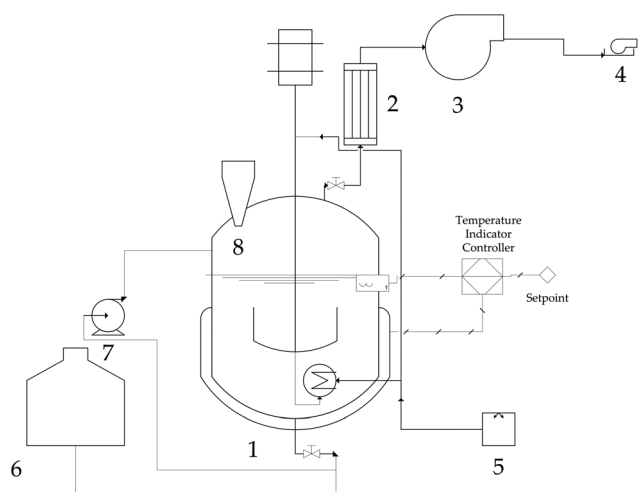 2
3
4
8
Temperature
Indicator
Controller
Setpoint
7
1
5
6